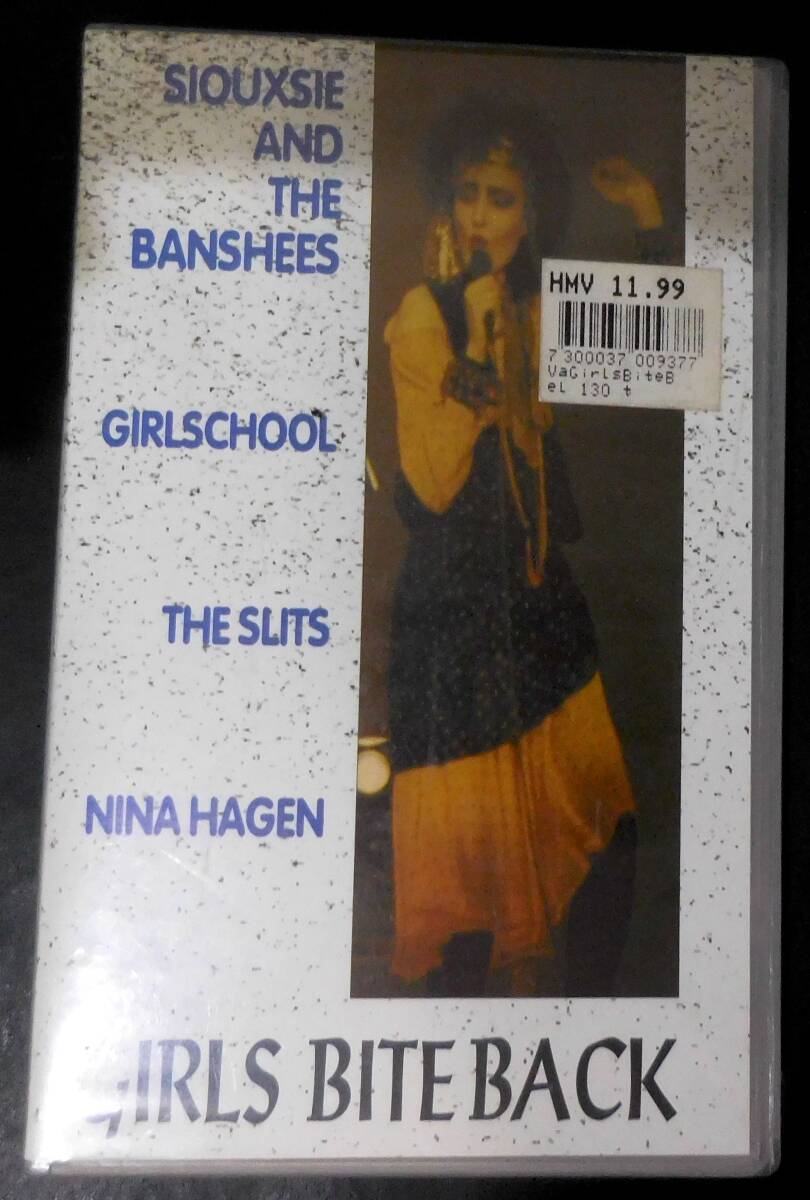 SIOUXSIE
AND
THE
BANSHEES
HMV 11.99
7 300037 009377
VaGirlsBiteB
el 130 t
GIRLSCHOOL
THE SLITS
NINA HAGEN
GIRLS BITE BACK